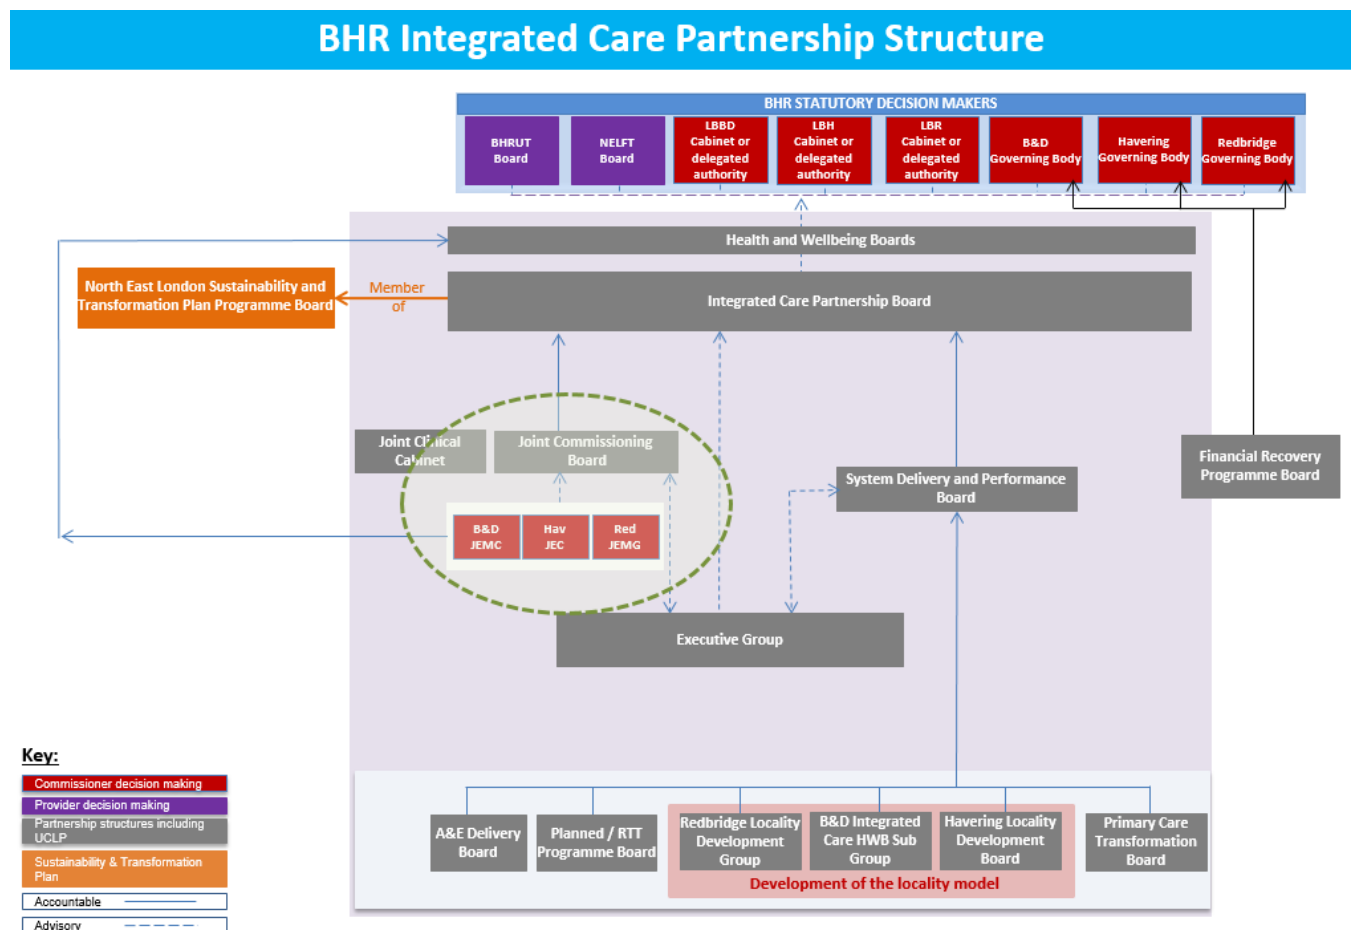 BHR Integrated Care Partnership Structure
BHR STATUTORY DECISION MAKERS
BHRUT
Board
NELFT
Board
LBBD
Cabinet or
delegated
authority
LBH
Cabinet or
delegated
authority
LBR
Cabinet or
delegated
authority
B&D
Governing Body
Havering
Governing Body
Redbridge
Governing Body
Health and Wellbeing Boards
North East London Sustainability and
Transformation Plan Programme Board
Member
of
Integrated Care Partnership Board
Joint Clinical
Cabinet
Joint Commissioning
Board
System Delivery and Performance
Board
Financial Recovery
Programme Board
B&D
JEMC
Hav
JEC
Red
JEMG
Executive Group
Key:
Commissioner decision making
Provider decision making
Partnership structures including
UCLP
Sustainability & Transformation
Plan
Accountable
Advisory
A&E Delivery
Board
Planned / RTT
Programme Board
Redbridge Locality
Development
Group
B&D Integrated
Care HWB Sub
Group
Havering Locality
Development
Board
Primary Care
Transformation
Board
Development of the locality model